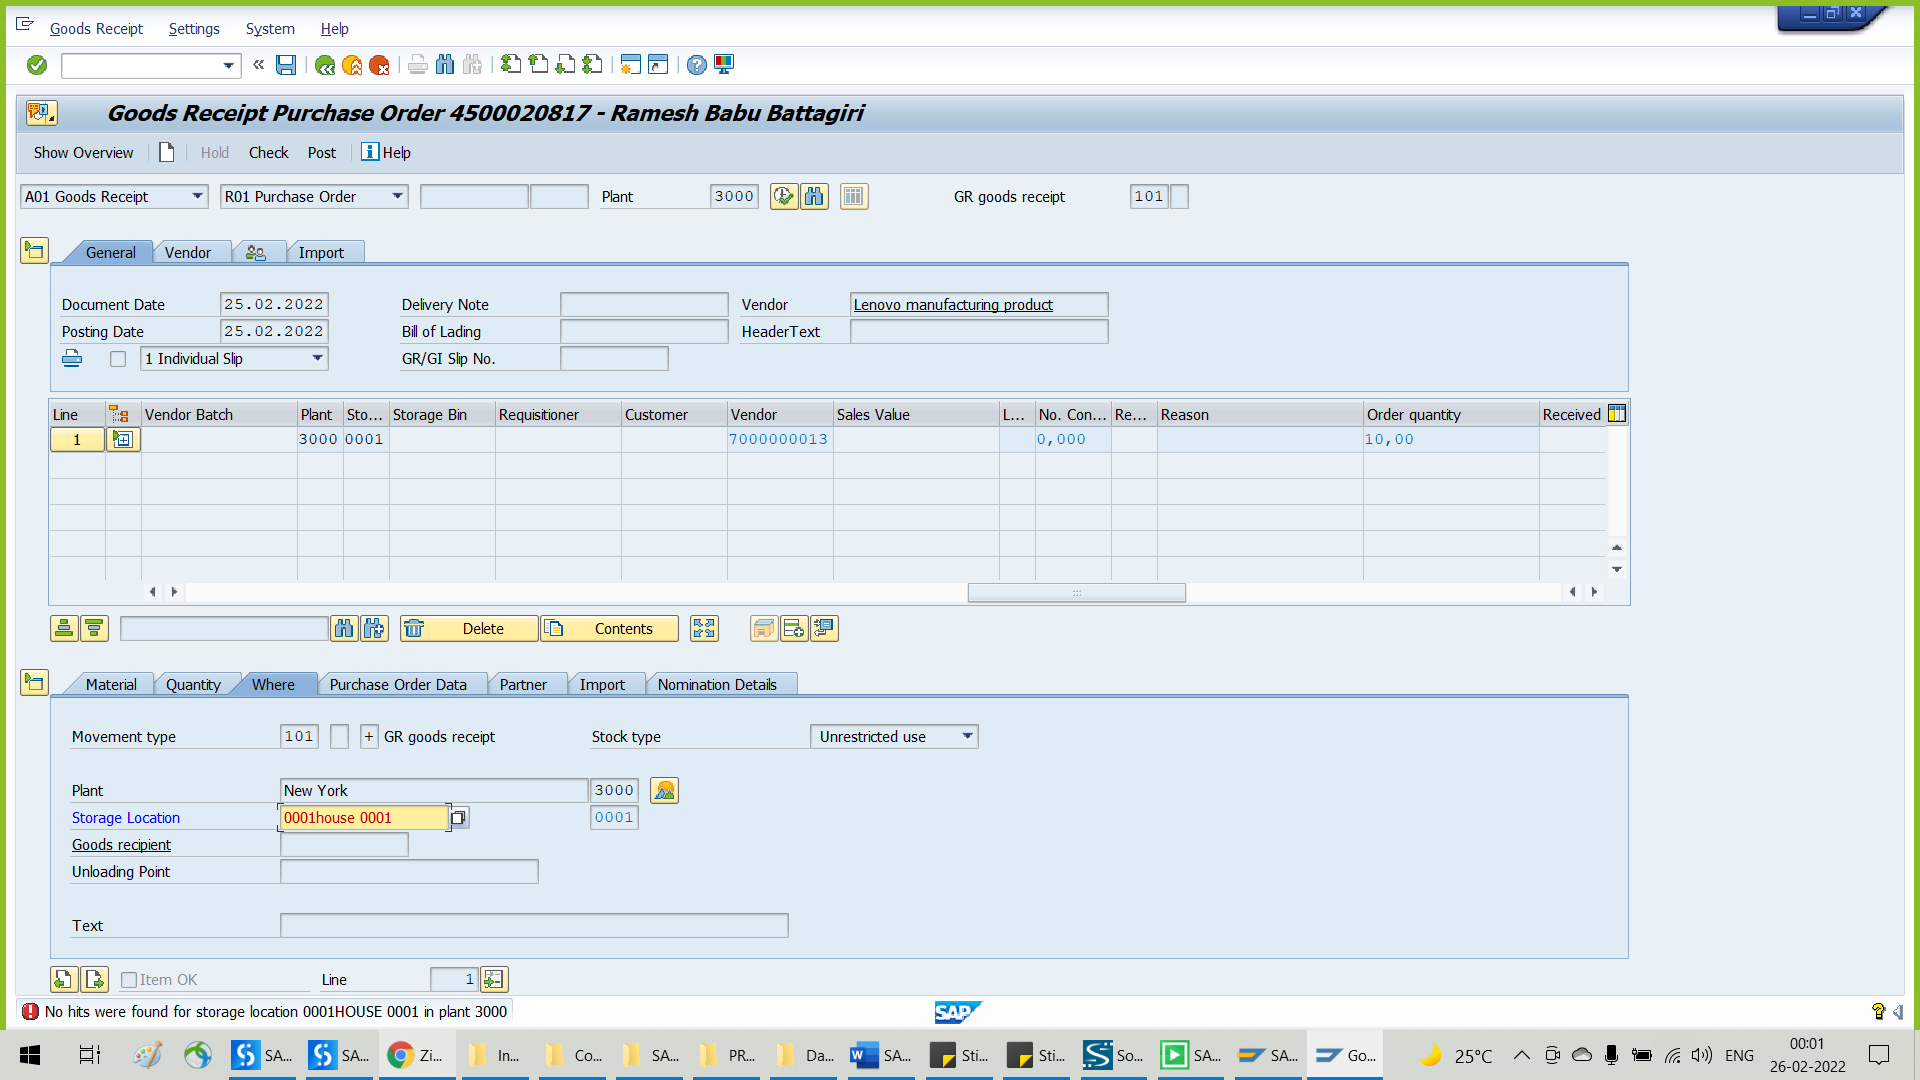 Goods Receipt Settings System Help
Goods Receipt Purchase Order 4500020817 - Ramesh Babu Battagiri
Show Overview Hold Check Post Help
A01 Goods Receipt R01 Purchase Order Plant 3000 GR goods receipt 101
General Vendor Import
Document Date 25.02.2022 Delivery Note Vendor Lenovo manufacturing product
Posting Date 25.02.2022 Bill of Lading HeaderText
1 Individual Slip GR/GI Slip No.
Line Vendor Batch Plant Sto... Storage Bin Requisitioner Customer Vendor Sales Value L... No. Con... Re... Reason Order quantity Received
1 3000 0001 7000000013 0,000 10,00
Delete Contents
Material Quantity Where Purchase Order Data Partner Import Nomination Details
Movement type 101 + GR goods receipt Stock type Unrestricted use
Plant New York 3000
Storage Location 0001house 0001 0001
Goods recipient
Unloading Point
Text
Item OK Line 1
No hits were found for storage location 0001HOUSE 0001 in plant 3000
SAP
SA... SA... Zi... In... Co... SA... PR... Da... SA... Sti... Sti... So... SA... SA... Go... 25°C ENG 00:01
26-02-2022